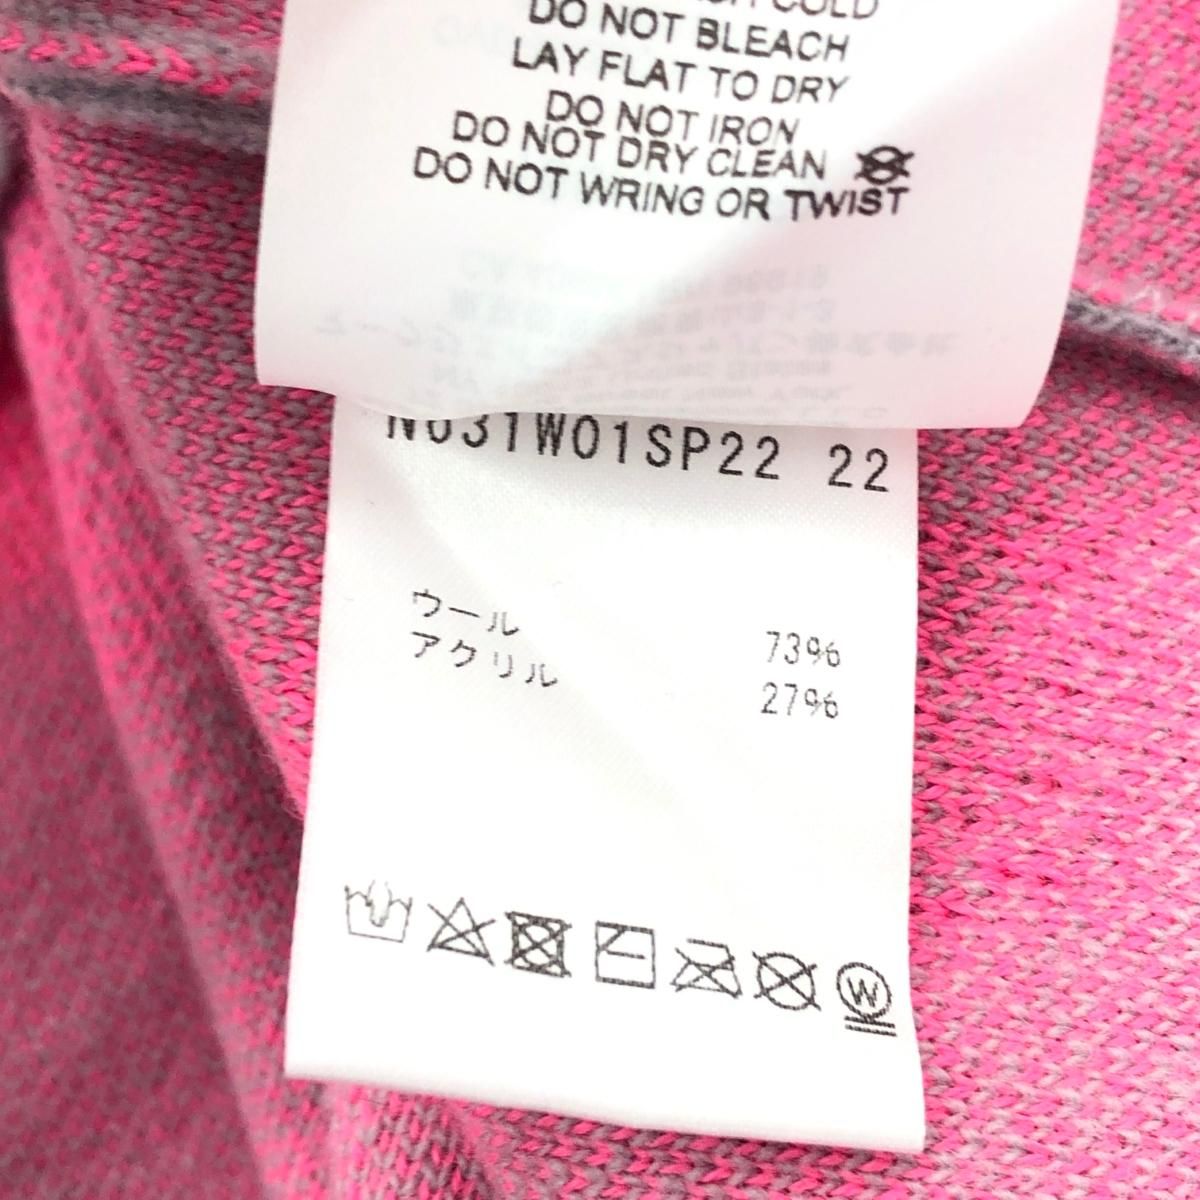 COLD
DO NOT BLEACH
LAY FLAT TO DRY
DO NOT IRON
DO NOT DRY CLEAN
DO NOT WRING OR TWIST
N031W01SP22 22
ウール 73%
アクリル 27%
W